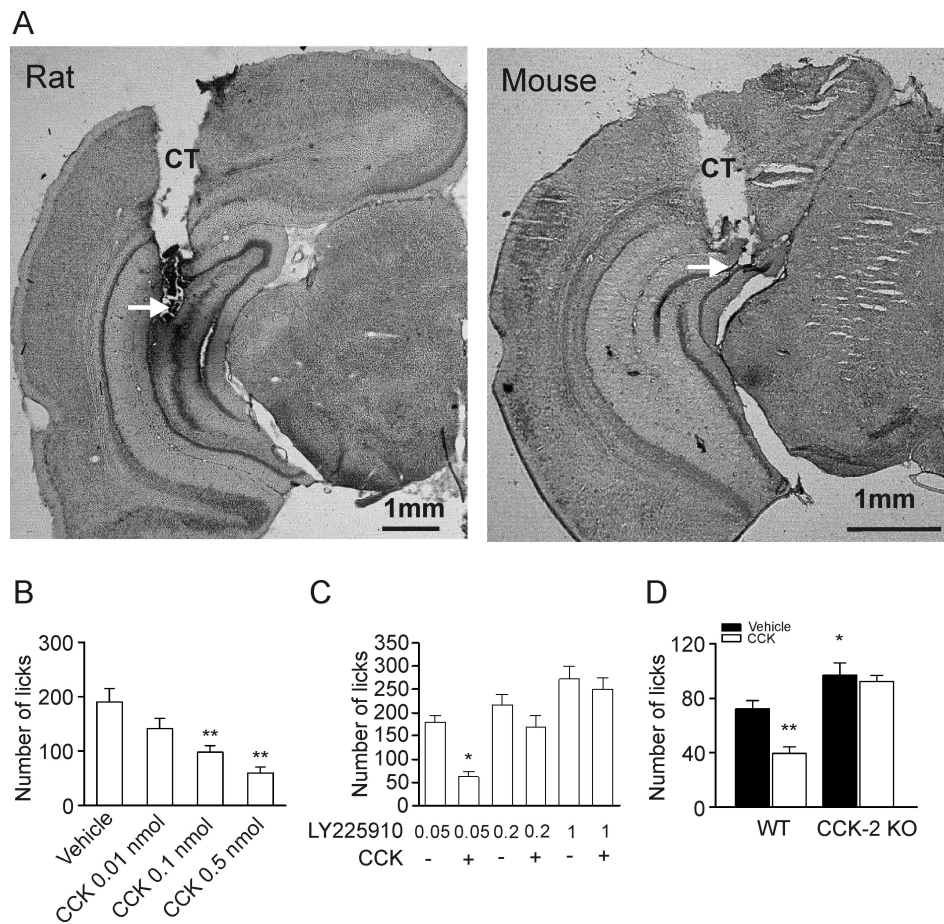 A
Rat
CT
1mm
Mouse
CT
1mm
B
Number of licks
300
200
100
0
**
**
Vehicle
CCK 0.01 nmol
CCK 0.1 nmol
CCK 0.5 nmol
C
Number of licks
350
300
250
200
150
100
50
0
*
LY225910 0.05 0.05 0.2 0.2 1 1
CCK - + - + - +
D
Vehicle
CCK
Number of licks
120
80
40
0
*
**
WT CCK-2 KO